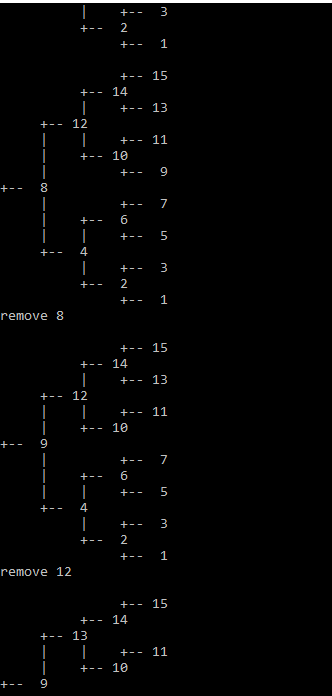 |    +--  3
          +--  2
               +--  1

               +-- 15
          +-- 14
          |    +-- 13
     +-- 12
     |    |    +-- 11
     |    +-- 10
     |         +--  9
+--  8
     |         +--  7
     |    +--  6
     |    |    +--  5
     +--  4
          |    +--  3
          +--  2
               +--  1
remove 8

               +-- 15
          +-- 14
          |    +-- 13
     +-- 12
     |    |    +-- 11
     |    +-- 10
+--  9
     |         +--  7
     |    +--  6
     |    |    +--  5
     +--  4
          |    +--  3
          +--  2
               +--  1
remove 12

               +-- 15
          +-- 14
     +-- 13
     |    |    +-- 11
     |    +-- 10
+--  9